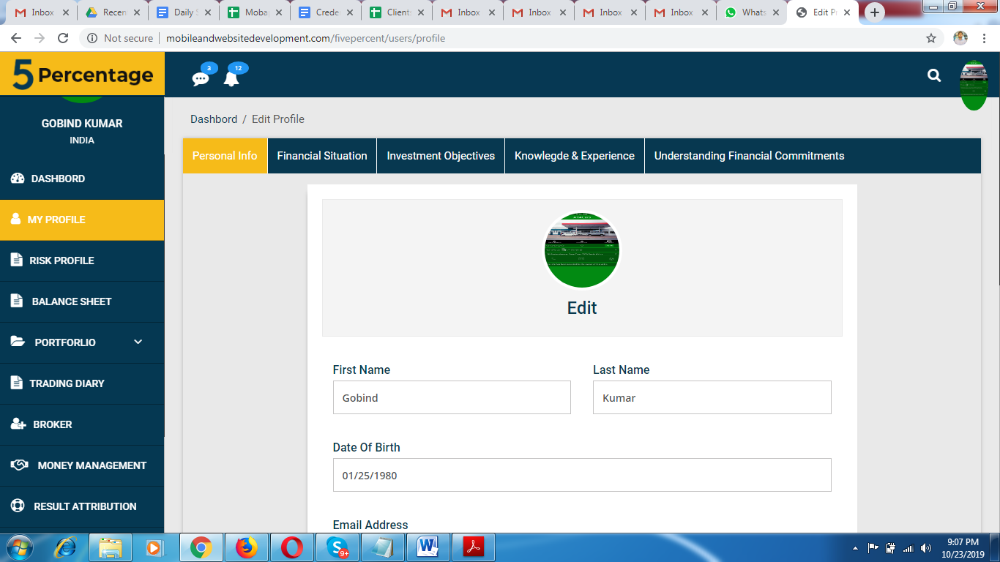 Inbox
Recen
Daily S
Mobap
Crede
Client
Inbox
Inbox
Inbox
Inbox
Whats
Edit Pr
Not secure
mobileandwebsitedevelopment.com/fivepercent/users/profile
5 Percentage
3
12
GOBIND KUMAR
INDIA
DASHBORD
MY PROFILE
RISK PROFILE
BALANCE SHEET
PORTFORLIO
TRADING DIARY
BROKER
MONEY MANAGEMENT
RESULT ATTRIBUTION
Dashbord / Edit Profile
Personal Info
Financial Situation
Investment Objectives
Knowlegde & Experience
Understanding Financial Commitments
Edit
First Name
Last Name
Gobind
Kumar
Date Of Birth
01/25/1980
Email Address
9+
9:07 PM
10/23/2019